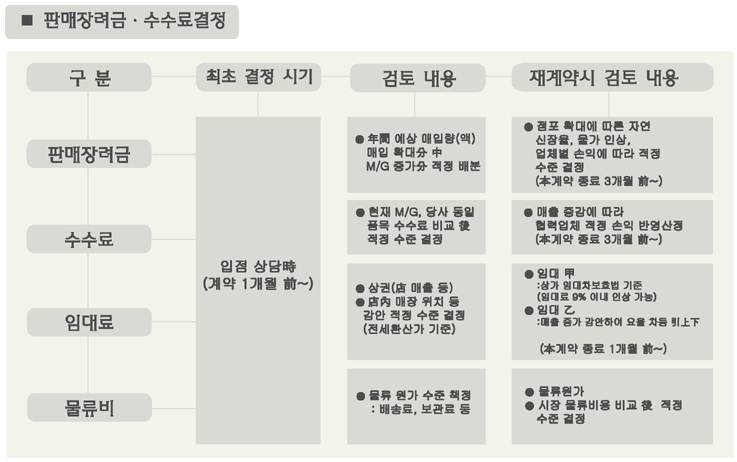 ■ 판매장려금 · 수수료결정
구 분
최초 결정 시기
검토 내용
재계약시 검토 내용
판매장려금
입점 상담時
(계약 1개월 前~)
● 年間 예상 매입량(액)
매입 확대分 中
M/G 증가分 적정 배분
● 점포 확대에 따른 자연
신장율, 물가 인상,
업체별 손익에 따라 적정
수준 결정
(本계약 종료 3개월 前~)
수수료
● 현재 M/G, 당사 동일
품목 수수료 비교 後
적정 수준 결정
● 매출 증감에 따라
협력업체 적정 손익 반영산정
(本계약 종료 3개월 前~)
임대료
● 상권(店 매출 등)
● 店內 매장 위치 등
감안 적정 수준 결정
(전세환산가 기준)
● 임대 甲
:상가 임대차보호법 기준
(임대료 9% 이내 인상 가능)
● 임대 乙
:매출 증가 감안하여 요율 차등 引上下
(本계약 종료 1개월 前~)
물류비
● 물류 원가 수준 책정
: 배송료, 보관료 등
● 물류원가
● 시장 물류비용 비교 後 적정
수준 결정